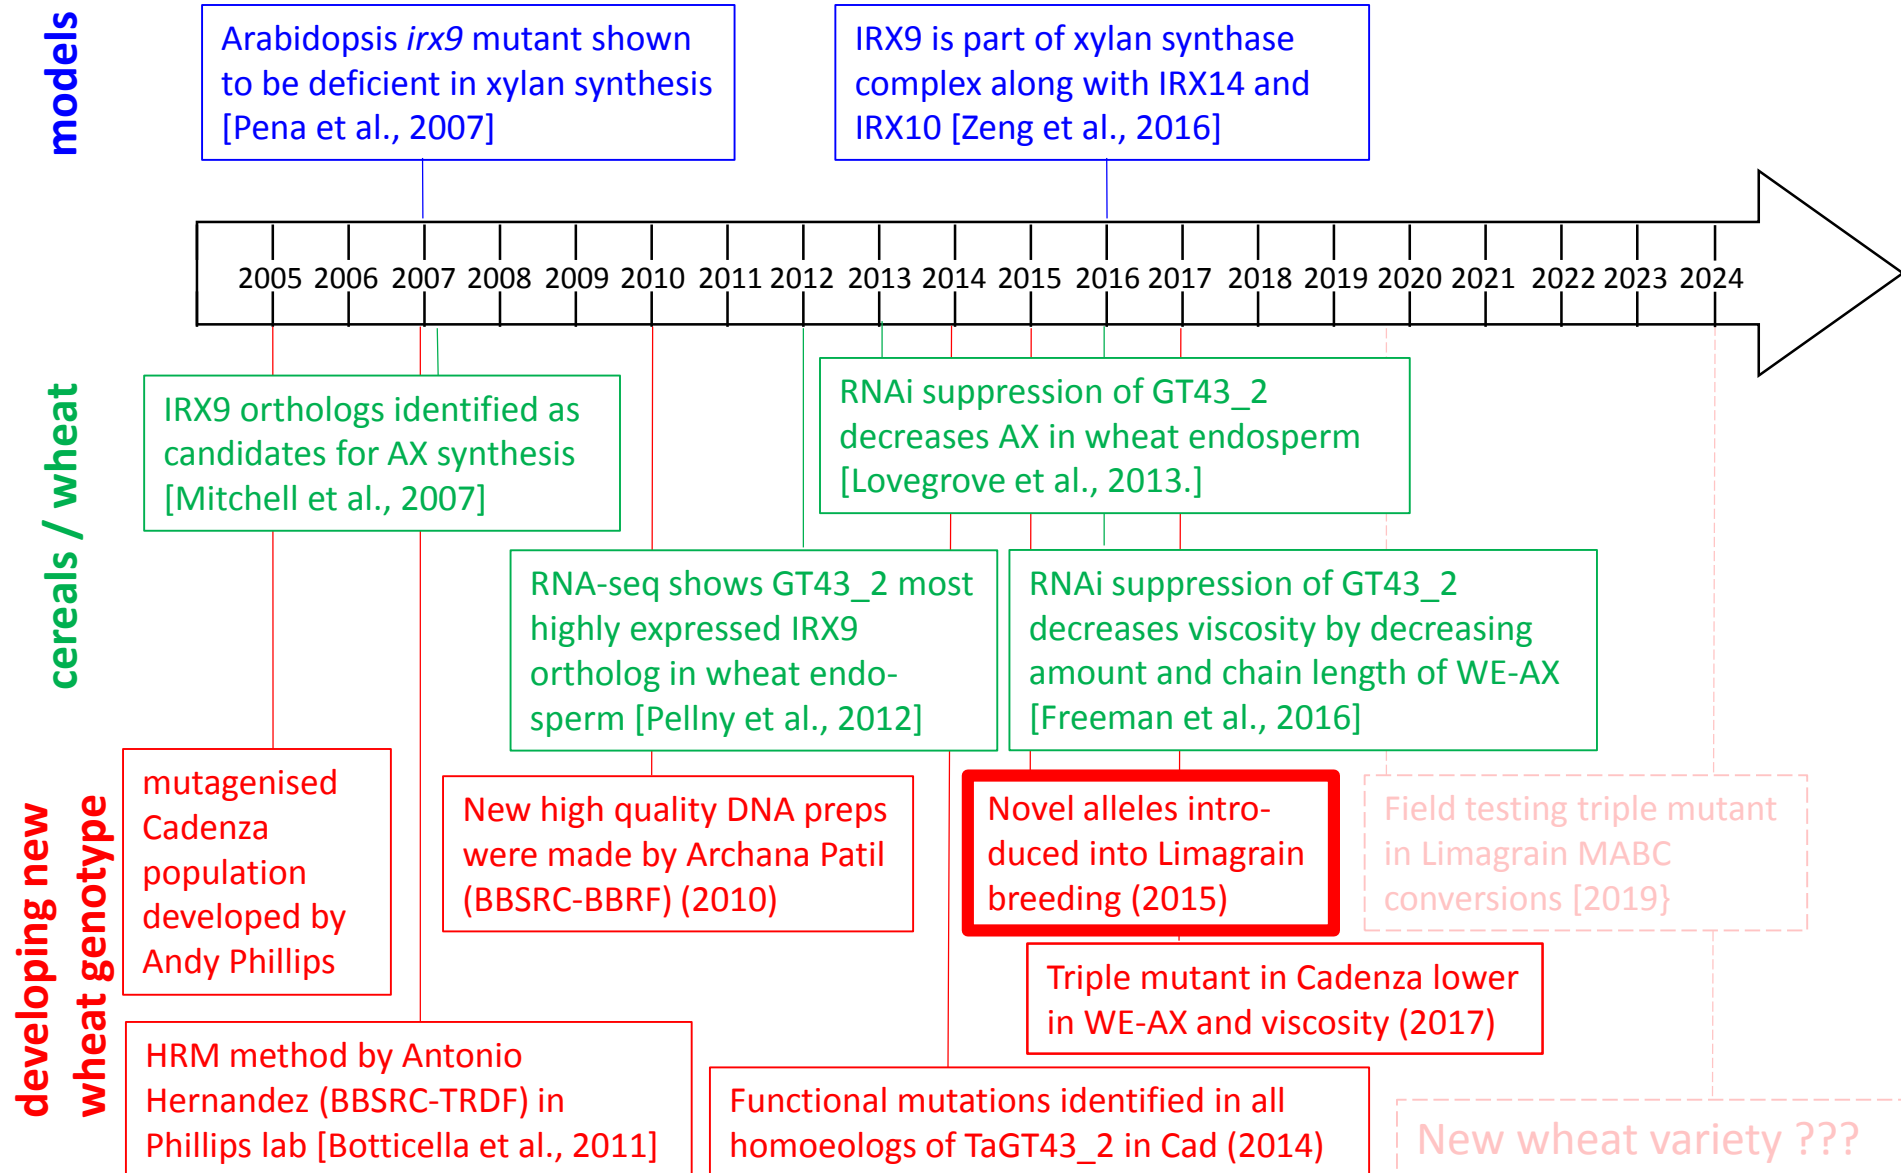 models
Arabidopsis irx9 mutant shown
to be deficient in xylan synthesis
[Pena et al., 2007]
IRX9 is part of xylan synthase
complex along with IRX14 and
IRX10 [Zeng et al., 2016]
2005 2006 2007 2008 2009 2010 2011 2012 2013 2014 2015 2016 2017 2018 2019 2020 2021 2022 2023 2024
cereals / wheat
IRX9 orthologs identified as
candidates for AX synthesis
[Mitchell et al., 2007]
RNAi suppression of GT43_2
decreases AX in wheat endosperm
[Lovegrove et al., 2013.]
RNA-seq shows GT43_2 most
highly expressed IRX9
ortholog in wheat endo-
sperm [Pellny et al., 2012]
RNAi suppression of GT43_2
decreases viscosity by decreasing
amount and chain length of WE-AX
[Freeman et al., 2016]
developing new
wheat genotype
mutagenised
Cadenza
population
developed by
Andy Phillips
New high quality DNA preps
were made by Archana Patil
(BBSRC-BBRF) (2010)
Novel alleles intro-
duced into Limagrain
breeding (2015)
Field testing triple mutant
in Limagrain MABC
conversions [2019}
Triple mutant in Cadenza lower
in WE-AX and viscosity (2017)
HRM method by Antonio
Hernandez (BBSRC-TRDF) in
Phillips lab [Botticella et al., 2011]
Functional mutations identified in all
homoeologs of TaGT43_2 in Cad (2014)
New wheat variety ???